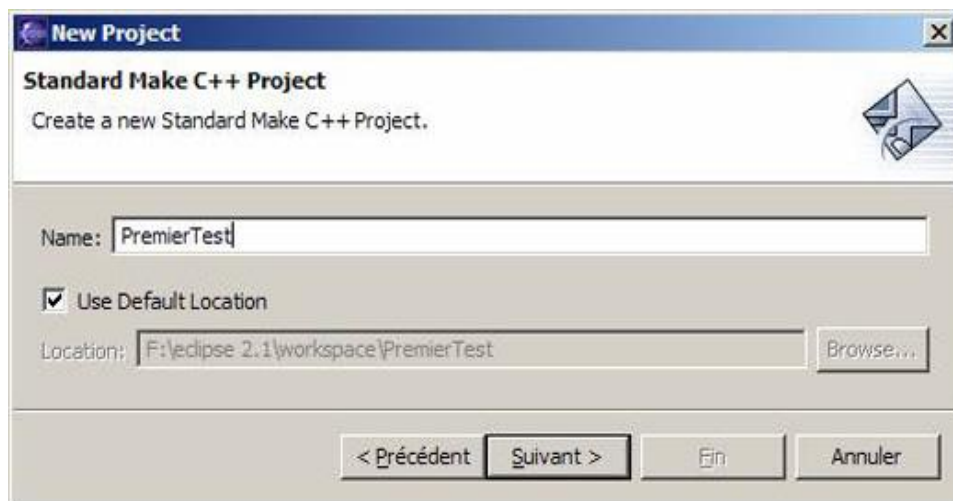 New Project
Standard Make C++ Project
Create a new Standard Make C++ Project.
Name: PremierTest
Use Default Location
Location: F:\eclipse 2.1\workspace\PremierTest Browse...
< Précédent Suivant > Fin Annuler